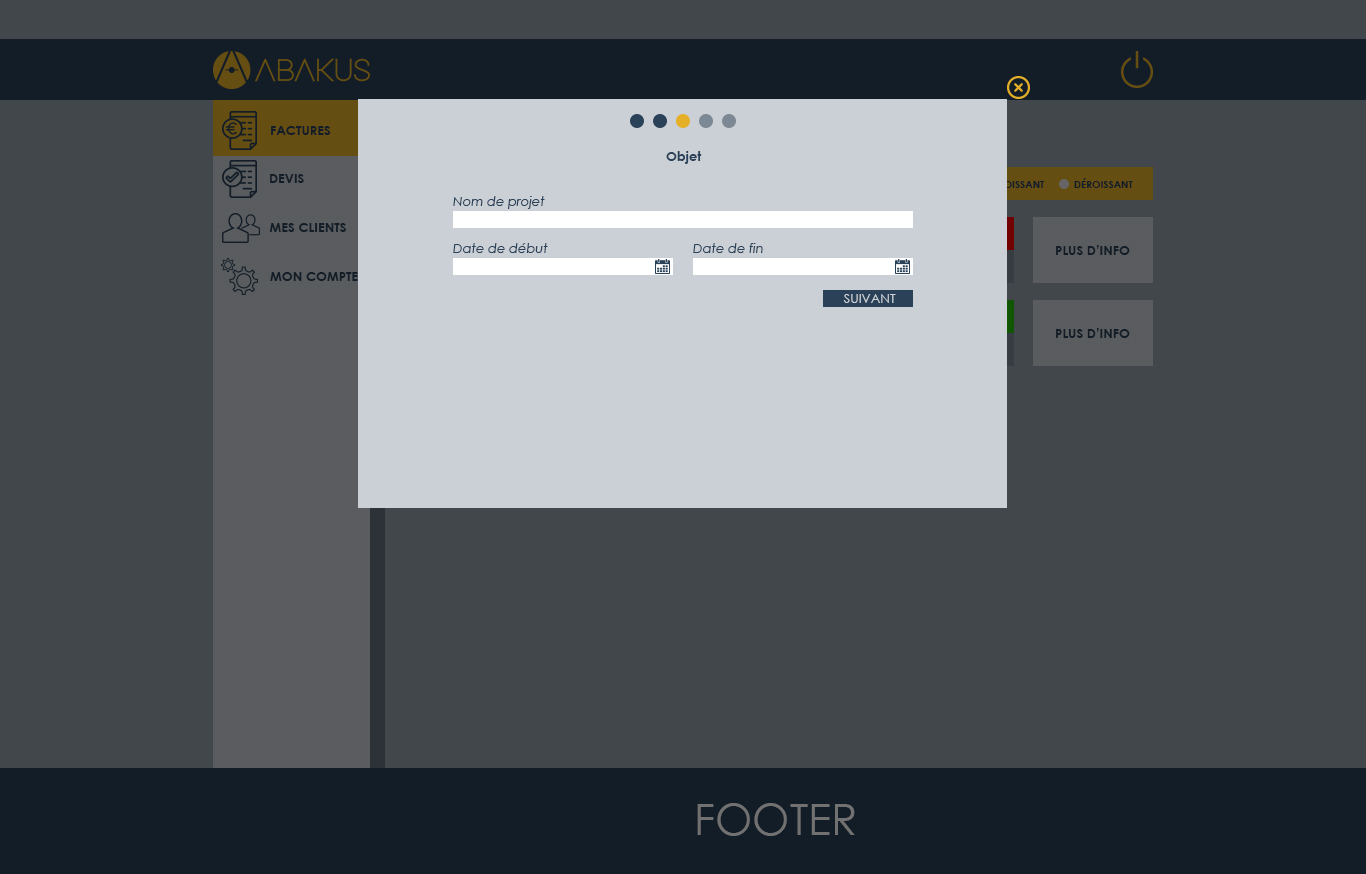 ABAKUS
FACTURES
DEVIS
MES CLIENTS
MON COMPTE
Objet
Nom de projet
Date de début
Date de fin
SUIVANT
OISSANT
DÉROISSANT
PLUS D'INFO
PLUS D'INFO
FOOTER